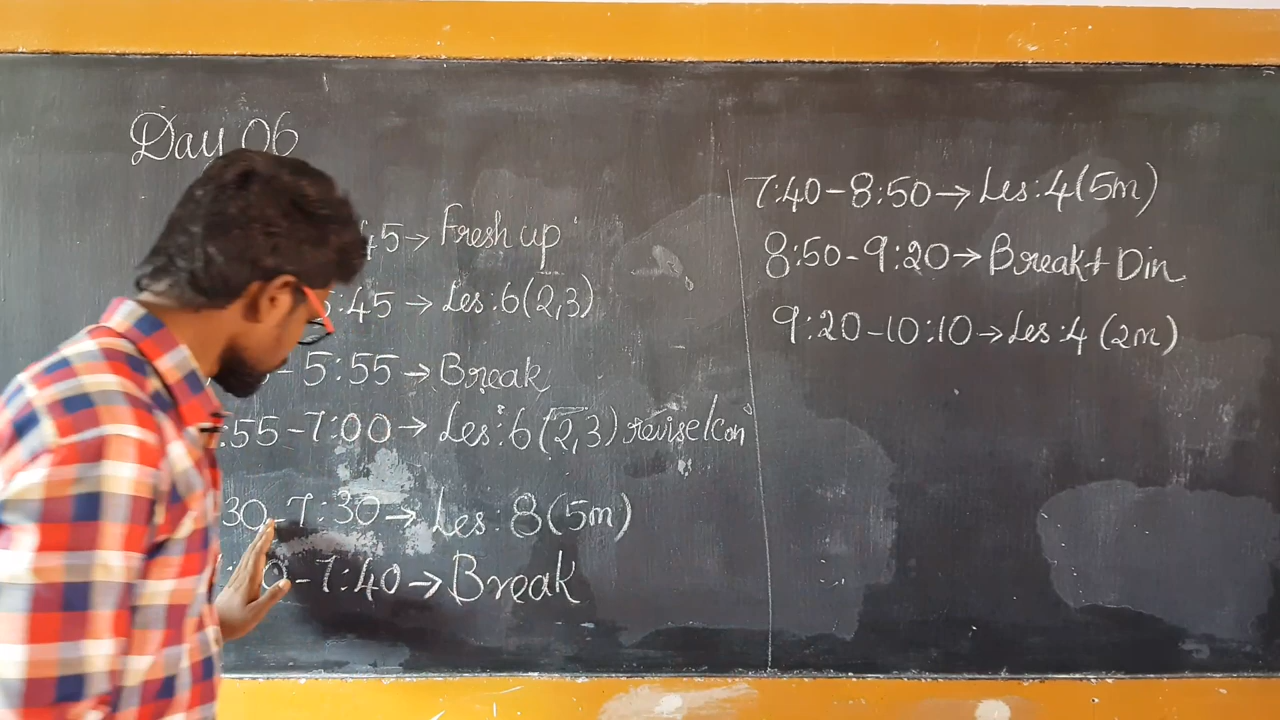 Day 06
45→ Fresh up
5:45 → Les:6(2,3)
- 5:55 →Break
:55 -7:00→ Les:6(2,3) revise/con
30-7:30→ Les: 8(5m)
0-7:40→Break
7:40-8:50→ Les:4(5m)
8:50-9:20→Break+ Din
9:20-10:10→Les:4 (2m)